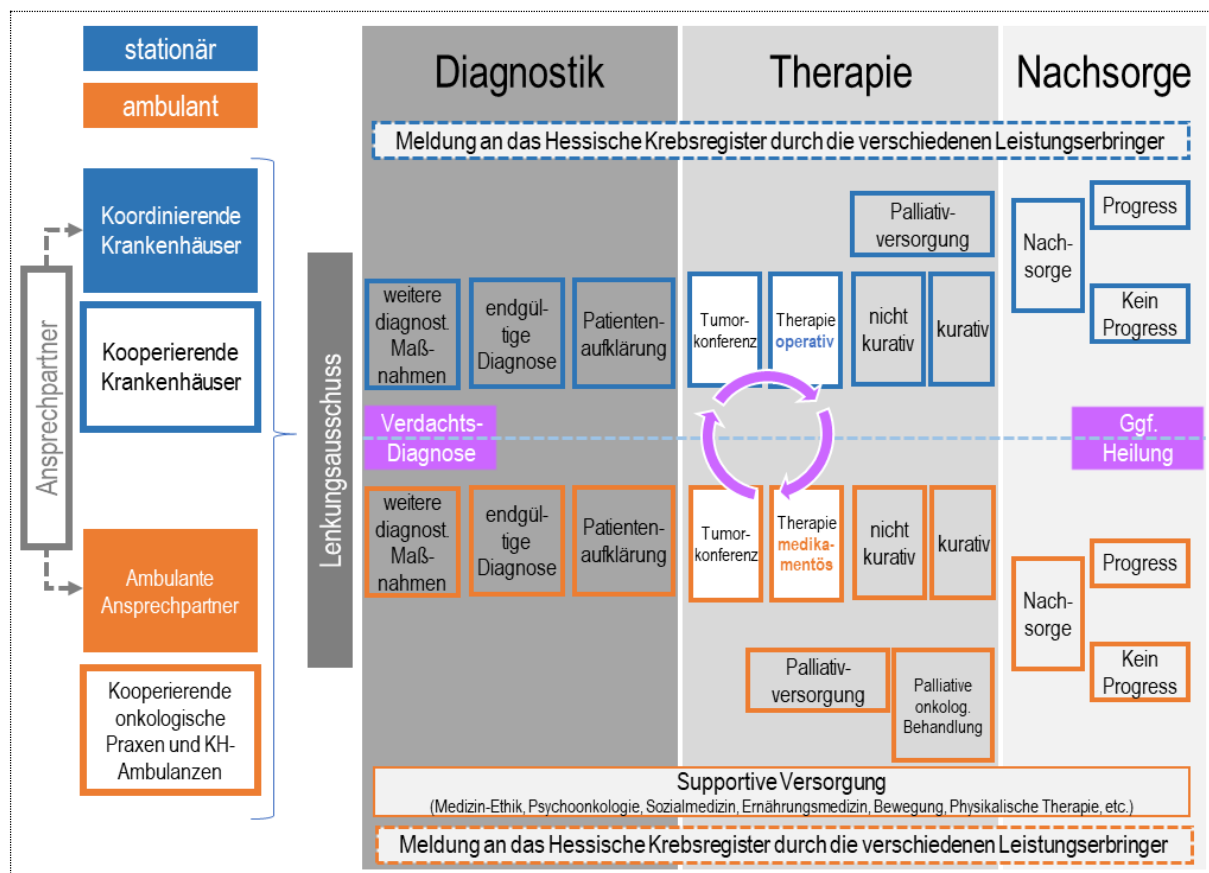 stationär
ambulant
Ansprechpartner
Koordinierende
Krankenhäuser
Kooperierende
Krankenhäuser
Ambulante
Ansprechpartner
Kooperierende
onkologische
Praxen und KH-
Ambulanzen
Lenkungsausschuss
Diagnostik
Therapie
Nachsorge
Meldung an das Hessische Krebsregister durch die verschiedenen Leistungserbringer
Palliativ-
versorgung
weitere
diagnost.
Maß-
nahmen
endgül-
tige
Diagnose
Patienten-
aufklärung
Tumor-
konferenz
Therapie
operativ
nicht
kurativ
kurativ
Nach-
sorge
Progress
Kein
Progress
Verdachts-
Diagnose
Ggf.
Heilung
weitere
diagnost.
Maß-
nahmen
endgül-
tige
Diagnose
Patienten-
aufklärung
Tumor-
konferenz
Therapie
medika-
mentös
nicht
kurativ
kurativ
Nach-
sorge
Progress
Kein
Progress
Palliativ-
versorgung
Palliative
onkolog.
Behandlung
Supportive Versorgung
(Medizin-Ethik, Psychoonkologie, Sozialmedizin, Ernährungsmedizin, Bewegung, Physikalische Therapie, etc.)
Meldung an das Hessische Krebsregister durch die verschiedenen Leistungserbringer